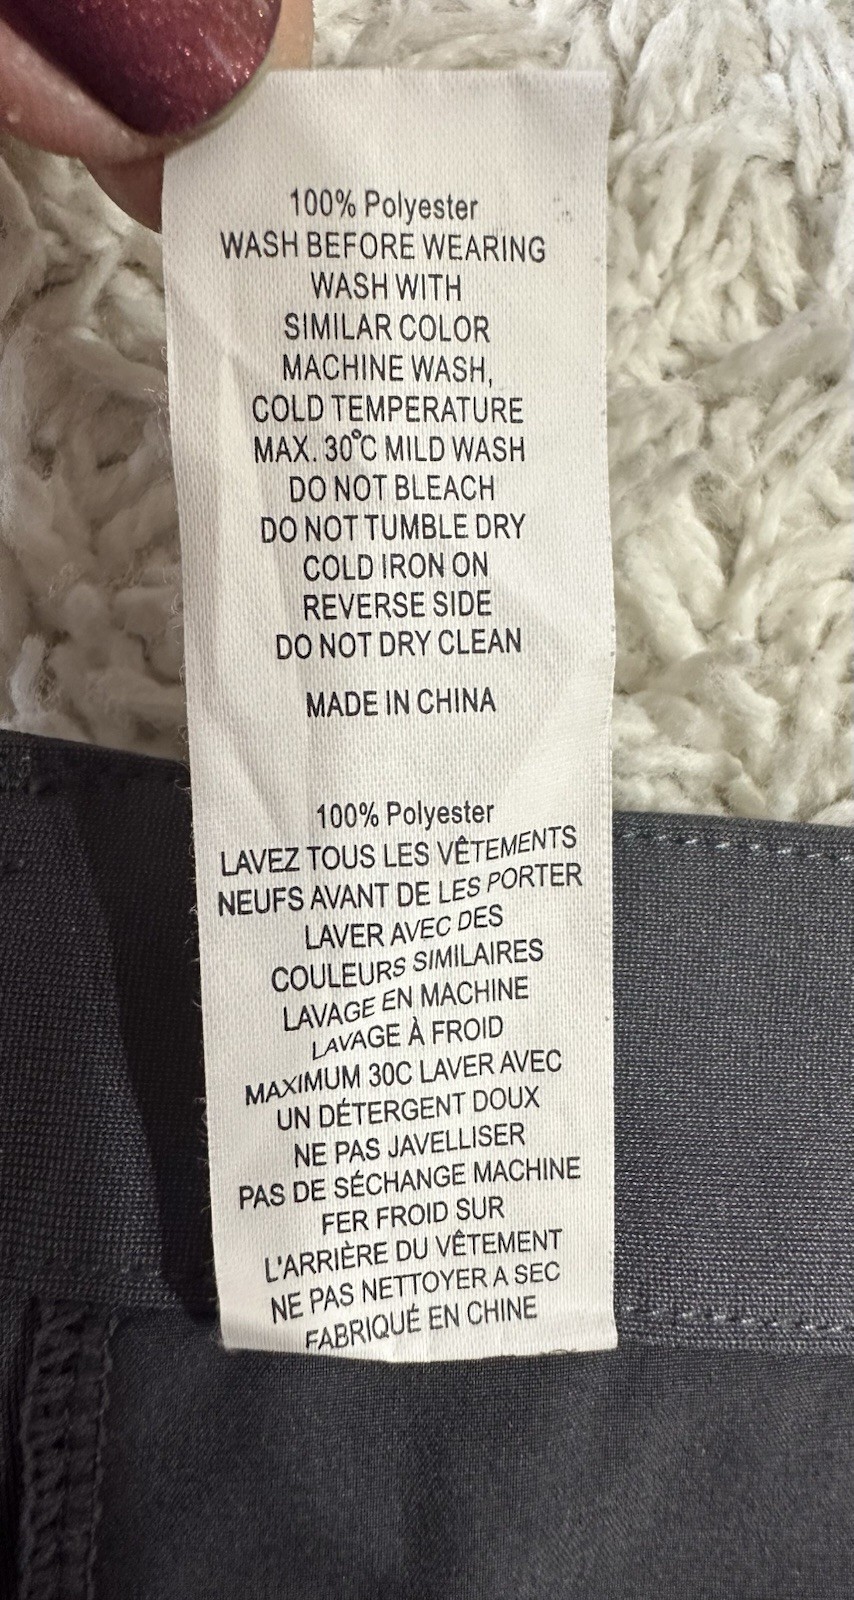 100% Polyester
WASH BEFORE WEARING
WASH WITH
SIMILAR COLOR
MACHINE WASH,
COLD TEMPERATURE
MAX. 30°C MILD WASH
DO NOT BLEACH
DO NOT TUMBLE DRY
COLD IRON ON
REVERSE SIDE
DO NOT DRY CLEAN
MADE IN CHINA
100% Polyester
LAVEZ TOUS LES VÊTEMENTS
NEUFS AVANT DE LES PORTER
LAVER AVEC DES
COULEURS SIMILAIRES
LAVAGE EN MACHINE
LAVAGE À FROID
MAXIMUM 30C LAVER AVEC
UN DÉTERGENT DOUX
NE PAS JAVELLISER
PAS DE SÉCHANGE MACHINE
FER FROID SUR
L'ARRIÈRE DU VÊTEMENT
NE PAS NETTOYER A SEC
FABRIQUÉ EN CHINE